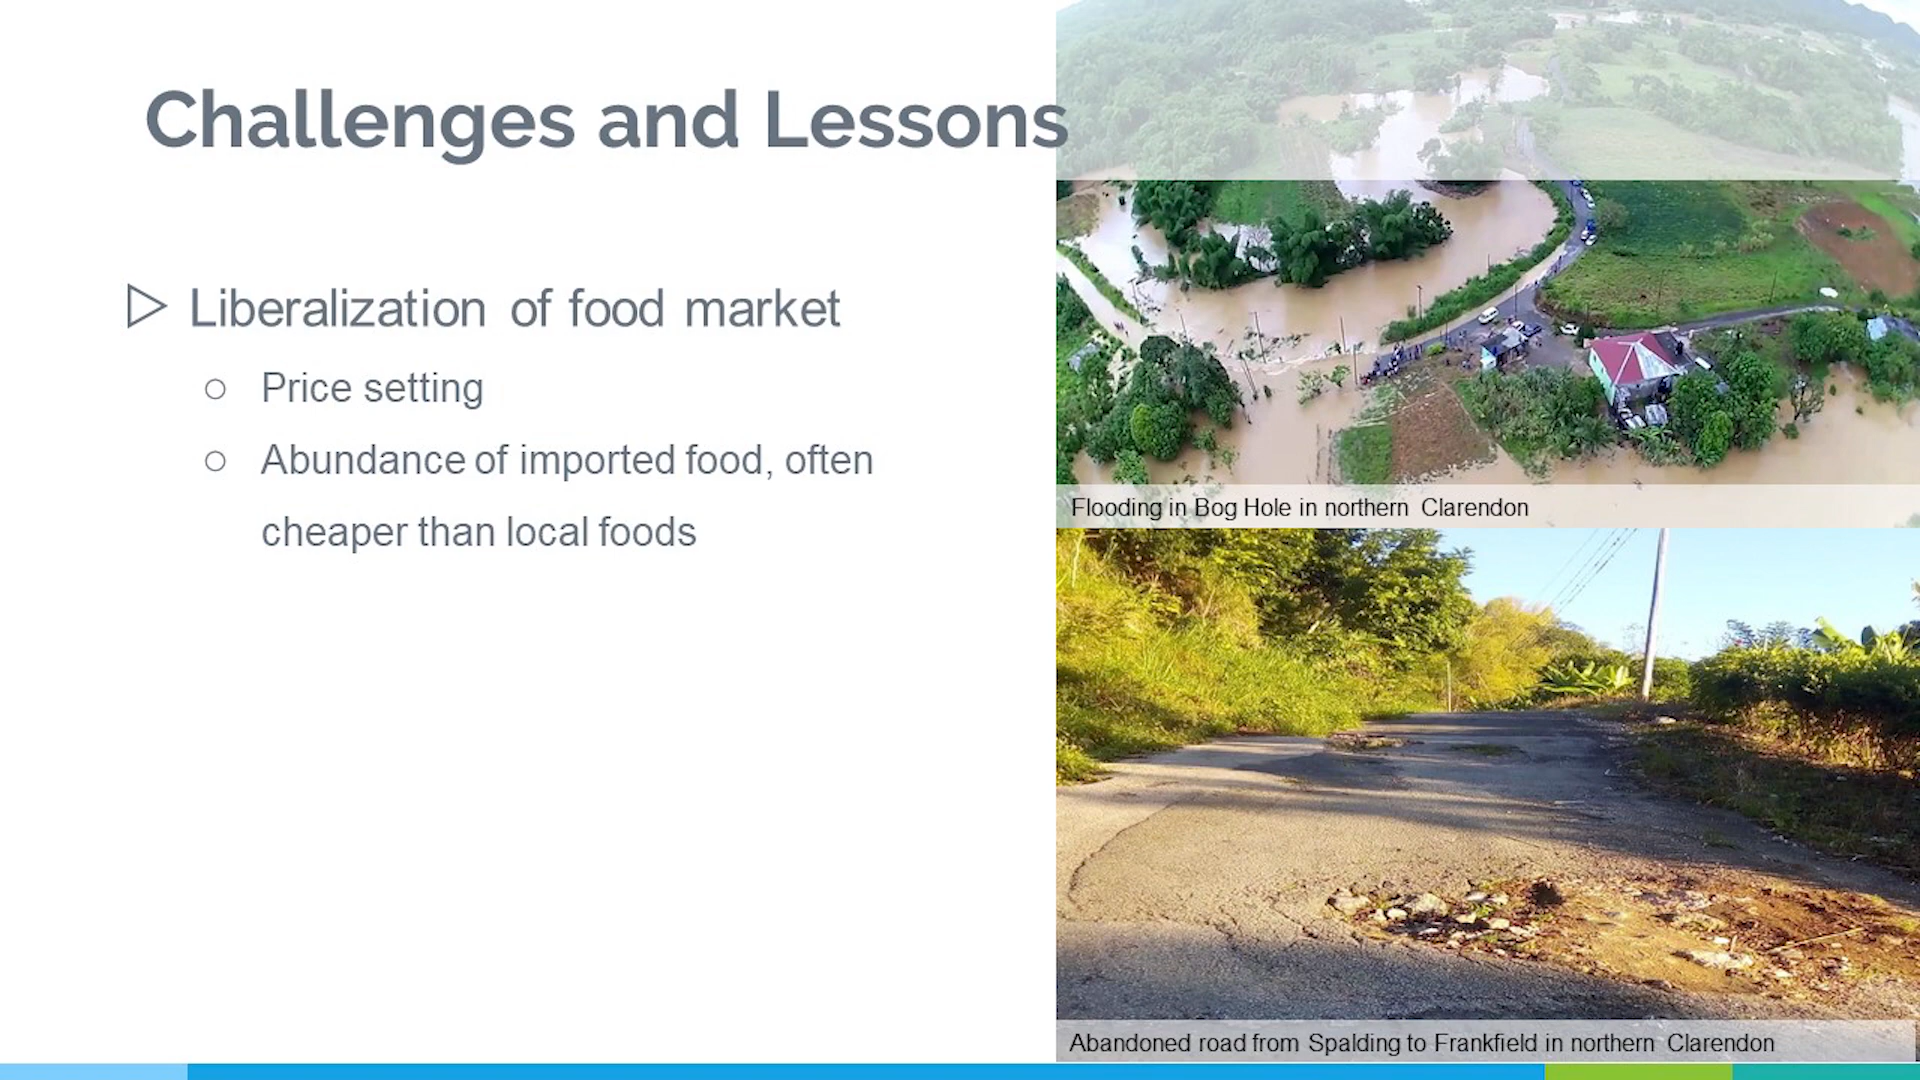 Challenges and Lessons
Liberalization of food market
Price setting
Abundance of imported food, often
cheaper than local foods
Flooding in Bog Hole in northern Clarendon
Abandoned road from Spalding to Frankfield in northern Clarendon